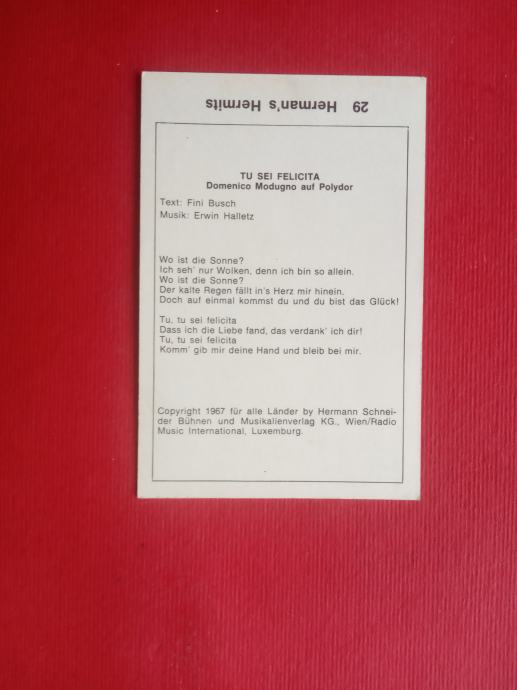 29 Herman's Hermits
TU SEI FELICITA
Domenico Modugno auf Polydor
Text: Fini Busch
Musik: Erwin Halletz
Wo ist die Sonne?
Ich seh' nur Wolken, denn ich bin so allein.
Wo ist die Sonne?
Der kalte Regen fällt in's Herz mir hinein.
Doch auf einmal kommst du und du bist das Glück!
Tu, tu sei felicita
Dass ich die Liebe fand, das verdank' ich dir!
Tu, tu sei felicita
Komm' gib mir deine Hand und bleib bei mir.
Copyright 1967 für alle Länder by Hermann Schnei-
der Bühnen und Musikalienverlag KG., Wien/Radio
Music International, Luxemburg.